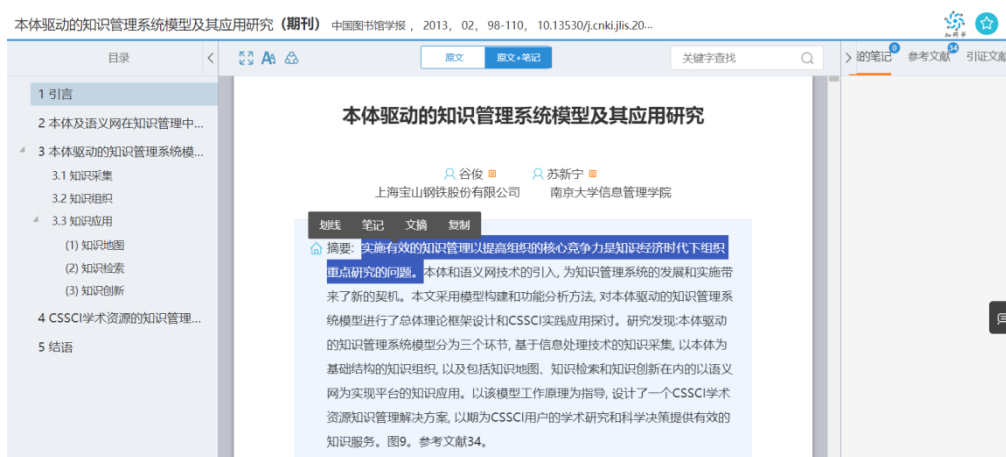 本体驱动的知识管理系统模型及其应用研究（期刊） 中国图书馆学报， 2013， 02， 98-110， 10.13530/j.cnki.jlis.20...
目录
原文 原文+笔记
关键字查找
的笔记 0 参考文献 34 引证文献
1 引言
2 本体及语义网在知识管理中...
3 本体驱动的知识管理系统模...
3.1 知识采集
3.2 知识组织
3.3 知识应用
(1) 知识地图
(2) 知识检索
(3) 知识创新
4 CSSCI学术资源的知识管理...
5 结语
本体驱动的知识管理系统模型及其应用研究
谷俊 苏新宁
上海宝山钢铁股份有限公司 南京大学信息管理学院
划线 笔记 文摘 复制
摘要: 实施有效的知识管理以提高组织的核心竞争力是知识经济时代下组织
重点研究的问题。本体和语义网技术的引入, 为知识管理系统的发展和实施带
来了新的契机。本文采用模型构建和功能分析方法, 对本体驱动的知识管理系
统模型进行了总体理论框架设计和CSSCI实践应用探讨。研究发现:本体驱动
的知识管理系统模型分为三个环节, 基于信息处理技术的知识采集, 以本体为
基础结构的知识组织, 以及包括知识地图、知识检索和知识创新在内的以语义
网为实现平台的知识应用。以该模型工作原理为指导, 设计了一个CSSCI学术
资源知识管理解决方案, 以期为CSSCI用户的学术研究和科学决策提供有效的
知识服务。图9。参考文献34。